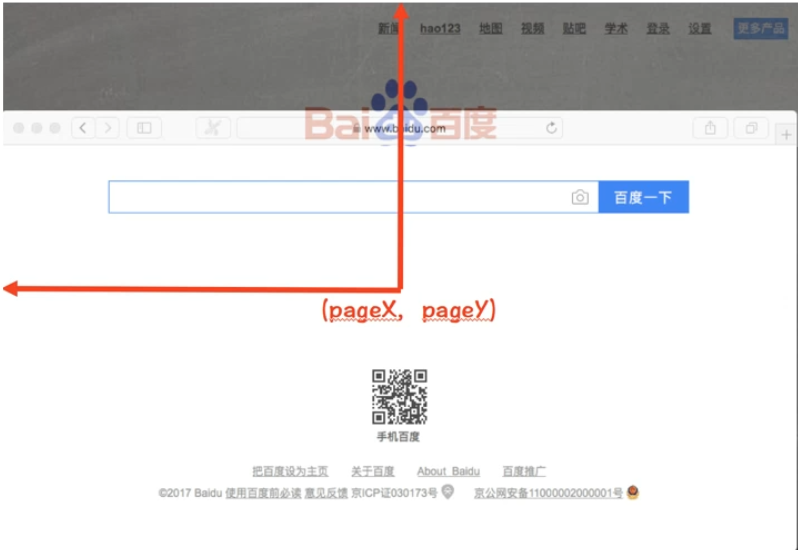 新闻 hao123 地图 视频 贴吧 学术 登录 设置 更多产品
Bai 百度
www.baidu.com
百度一下
(pageX, pageY)
手机百度
把百度设为主页 关于百度 About Baidu 百度推广
©2017 Baidu 使用百度前必读 意见反馈 京ICP证030173号 京公网安备11000002000001号